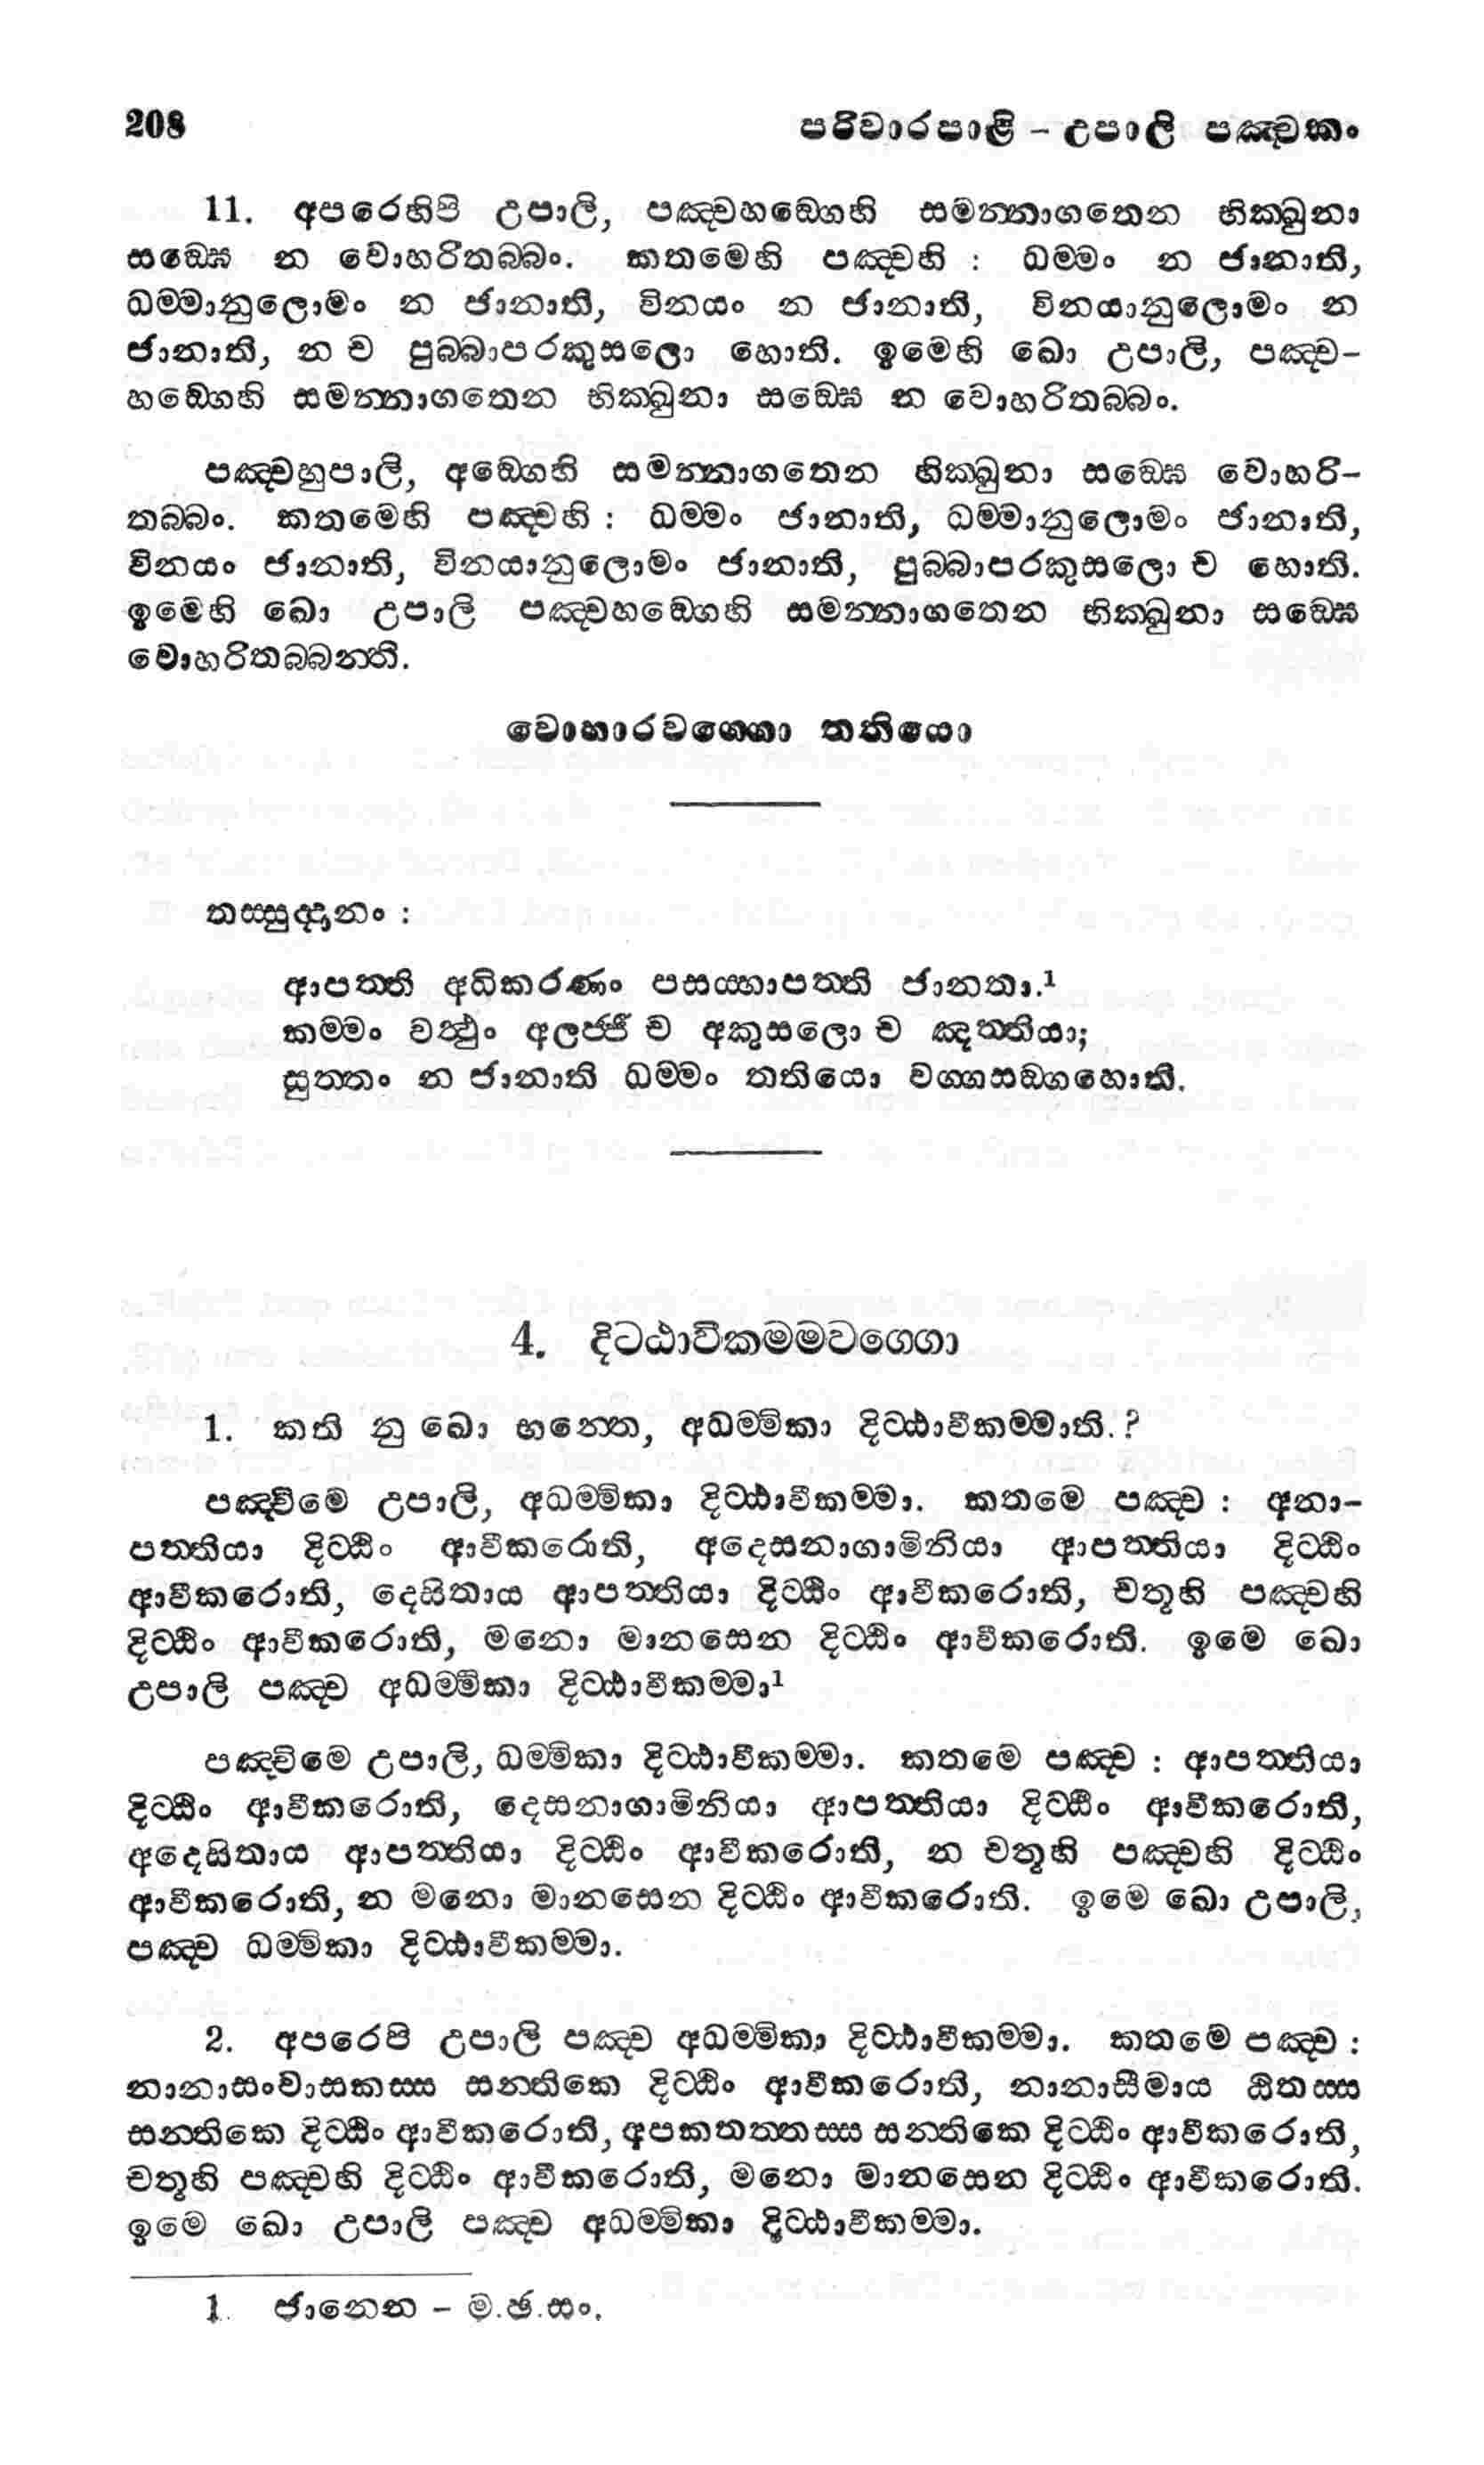 208 පරිවාරපාළි – උපාලි පඤ්චකං
11. අපරෙහිපි උපාලි, පඤ්චහඞ්ගෙහි සමන්නාගතෙන භික්ඛුනා
සඞ්ඝෙ න වොහරිතබ්බං. කතමෙහි පඤ්චහි : ධම්මං න ජානාති,
ධම්මානුලොමං න ජානාති, විනයං න ජානාති, විනයානුලොමං න
ජානාති, න ච පුබ්බාපරකුසලො හොති. ඉමෙහි ඛො උපාලි, පඤ්ච-
හඞ්ගෙහි සමන්නාගතෙන භික්ඛුනා සඞ්ඝෙ න වොහරිතබ්බං.
පඤ්චහුපාලි, අඞ්ගෙහි සමන්නාගතෙන භික්ඛුනා සඞ්ඝෙ වොහරි-
තබ්බං. කතමෙහි පඤ්චහි : ධම්මං ජානාති, ධම්මානුලොමං ජානාති,
විනයං ජානාති, විනයානුලොමං ජානාති, පුබ්බාපරකුසලො ච හොති.
ඉමෙහි ඛො උපාලි පඤ්චහඞ්ගෙහි සමන්නාගතෙන භික්ඛුනා සඞ්ඝෙ
වොහරිතබ්බන්ති.
වොහාරවග්ගො තතියො
තස්සුද්දානං :
ආපත්ති අධිකරණං පසය්හාපත්ති ජානතා.¹
කම්මං වත්ථුං අලජ්ජී ච අකුසලො ච ඤත්තියා;
සුත්තං න ජානාති ධම්මං තතියො වග්ගසඞ්ගහොති.
4. දිට්ඨාවිකම්මවග්ගො
1. කති නු ඛො භන්තෙ, අධම්මිකා දිට්ඨාවීකම්මාති.?
පඤ්චිමෙ උපාලි, අධම්මිකා දිට්ඨාවීකම්මා. කතමෙ පඤ්ච : අනා-
පත්තියා දිට්ඨිං ආවීකරොති, අදෙසනාගාමිනියා ආපත්තියා දිට්ඨිං
ආවීකරොති, දෙසිතාය ආපත්තියා දිට්ඨිං ආවීකරොති, චතූහි පඤ්චහි
දිට්ඨිං ආවීකරොති, මනො මානසෙන දිට්ඨිං ආවීකරොති. ඉමෙ ඛො
උපාලි පඤ්ච අධම්මිකා දිට්ඨාවීකම්මා¹
පඤ්චිමෙ උපාලි, ධම්මිකා දිට්ඨාවීකම්මා. කතමෙ පඤ්ච : ආපත්තියා
දිට්ඨිං ආවීකරොති, දෙසනාගාමිනියා ආපත්තියා දිට්ඨිං ආවීකරොති,
අදෙසිතාය ආපත්තියා දිට්ඨිං ආවීකරොති, න චතූහි පඤ්චහි දිට්ඨිං
ආවීකරොති, න මනො මානසෙන දිට්ඨිං ආවීකරොති. ඉමෙ ඛො උපාලි,
පඤ්ච ධම්මිකා දිට්ඨාවීකම්මා.
2. අපරෙපි උපාලි පඤ්ච අධම්මිකා දිට්ඨාවීකම්මා. කතමෙ පඤ්ච :
නානාසංවාසකස්ස සන්තිකෙ දිට්ඨිං ආවීකරොති, නානාසීමාය ඨිතස්ස
සන්තිකෙ දිට්ඨිං ආවීකරොති, අපකතත්තස්ස සන්තිකෙ දිට්ඨිං ආවීකරොති,
චතූහි පඤ්චහි දිට්ඨිං ආවීකරොති, මනො මානසෙන දිට්ඨිං ආවීකරොති.
ඉමෙ ඛො උපාලි පඤ්ච අධම්මිකා දිට්ඨාවීකම්මා.
1. ජානෙන – ම.ඡ.සං.